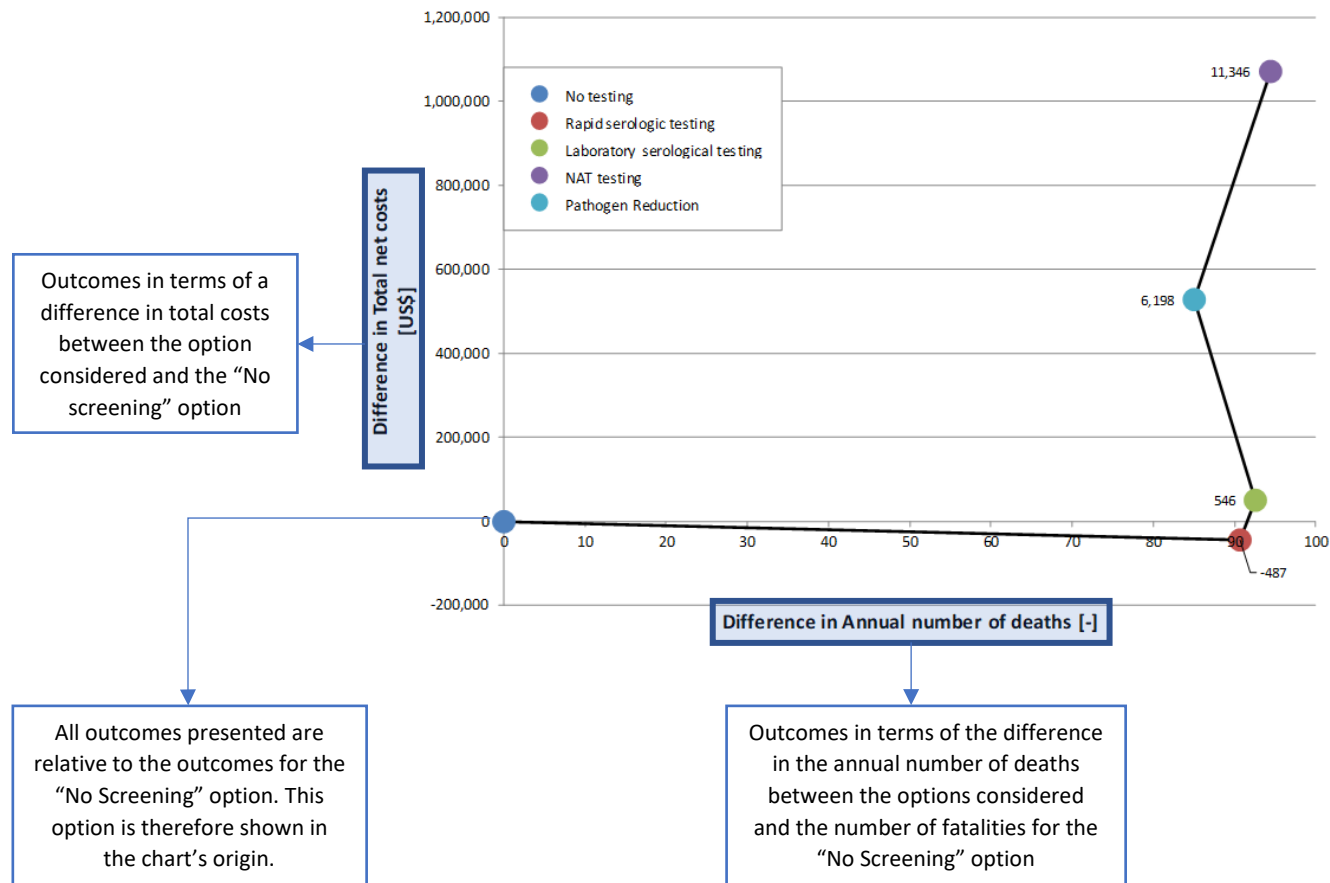 1,200,000
1,000,000
800,000
600,000
400,000
200,000
0
-200,000
No testing
Rapid serologic testing
Laboratory serological testing
NAT testing
Pathogen Reduction
11,346
6,198
546
-487
0
10
20
30
40
50
60
70
80
90
100
Difference in Total net costs
[US$]
Difference in Annual number of deaths [-]
Outcomes in terms of a
difference in total costs
between the option
considered and the “No
screening” option
All outcomes presented are
relative to the outcomes for the
“No Screening” option. This
option is therefore shown in
the chart’s origin.
Outcomes in terms of the difference
in the annual number of deaths
between the options considered
and the number of fatalities for the
“No Screening” option